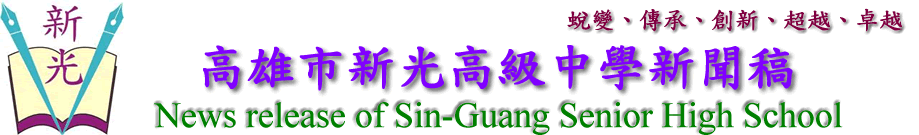 新光
蛻變、傳承、創新、超越、卓越
高雄市新光高級中學新聞稿
News release of Sin-Guang Senior High School